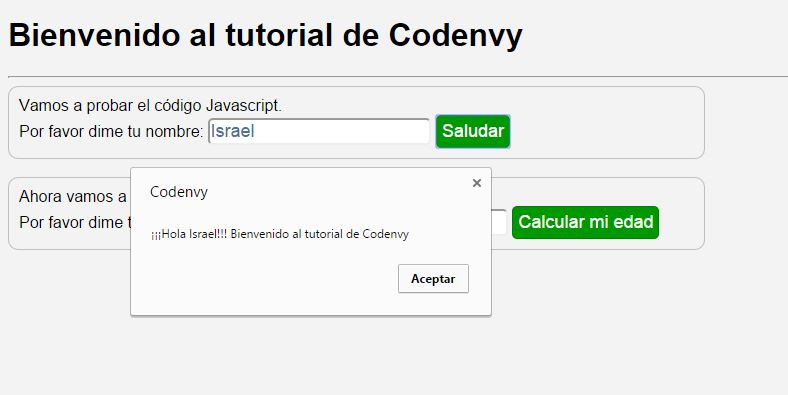 Bienvenido al tutorial de Codenvy
Vamos a probar el código Javascript.
Por favor dime tu nombre: Israel Saludar
Ahora vamos a
Por favor dime t Calcular mi edad
Codenvy ×
¡¡¡Hola Israel!!! Bienvenido al tutorial de Codenvy
Aceptar